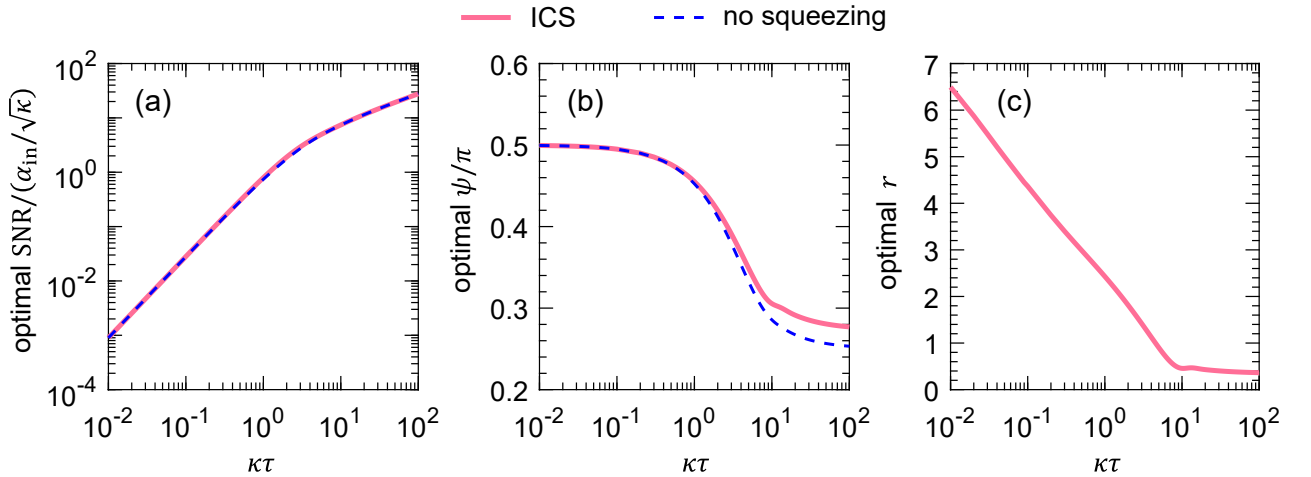 ICS no squeezing
(a)
optimal SNR/(α_in/√κ)
10^2
10^0
10^-2
10^-4
10^-2 10^-1 10^0 10^1 10^2
κτ
(b)
optimal ψ/π
0.6
0.5
0.4
0.3
0.2
10^-2 10^-1 10^0 10^1 10^2
κτ
(c)
optimal r
7
6
5
4
3
2
1
0
10^-2 10^-1 10^0 10^1 10^2
κτ